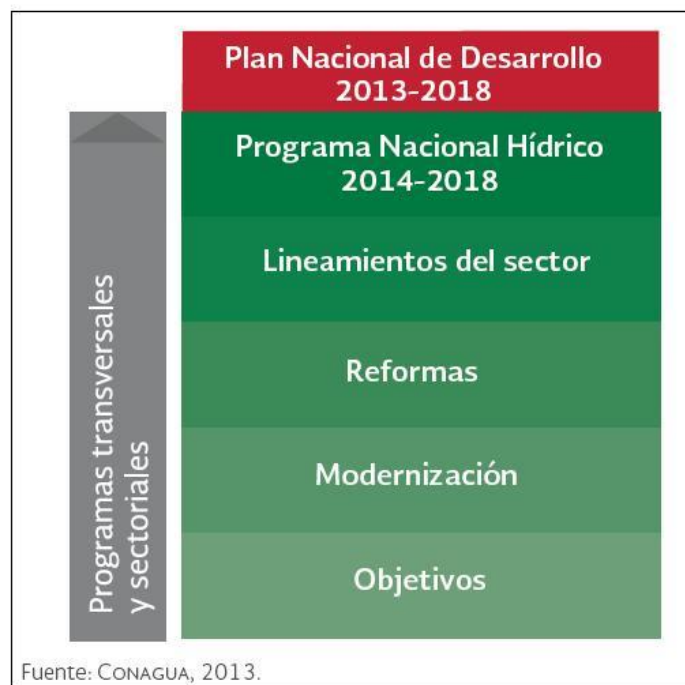 Plan Nacional de Desarrollo
2013-2018
Programa Nacional Hídrico
2014-2018
Lineamientos del sector
Reformas
Modernización
Objetivos
Programas transversales
y sectoriales
Fuente: CONAGUA, 2013.